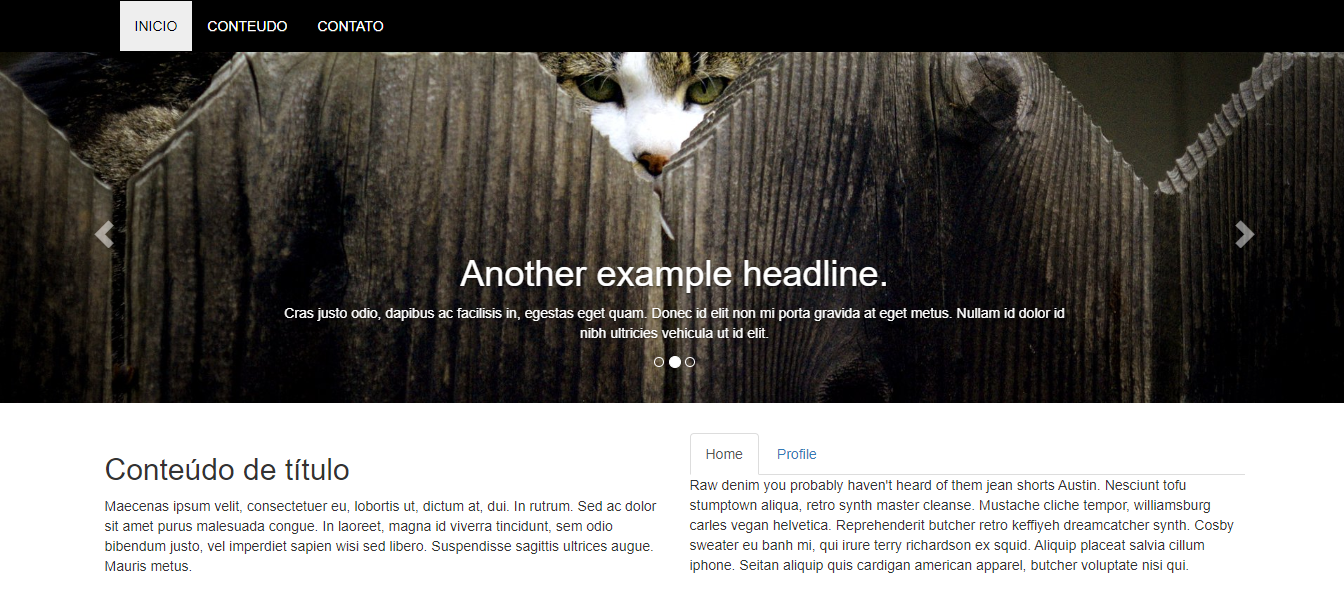 INICIO CONTEUDO CONTATO
Another example headline.
Cras justo odio, dapibus ac facilisis in, egestas eget quam. Donec id elit non mi porta gravida at eget metus. Nullam id dolor id
nibh ultricies vehicula ut id elit.
Conteúdo de título
Maecenas ipsum velit, consectetuer eu, lobortis ut, dictum at, dui. In rutrum. Sed ac dolor
sit amet purus malesuada congue. In laoreet, magna id viverra tincidunt, sem odio
bibendum justo, vel imperdiet sapien wisi sed libero. Suspendisse sagittis ultrices augue.
Mauris metus.
Home Profile
Raw denim you probably haven't heard of them jean shorts Austin. Nesciunt tofu
stumptown aliqua, retro synth master cleanse. Mustache cliche tempor, williamsburg
carles vegan helvetica. Reprehenderit butcher retro keffiyeh dreamcatcher synth. Cosby
sweater eu banh mi, qui irure terry richardson ex squid. Aliquip placeat salvia cillum
iphone. Seitan aliquip quis cardigan american apparel, butcher voluptate nisi qui.